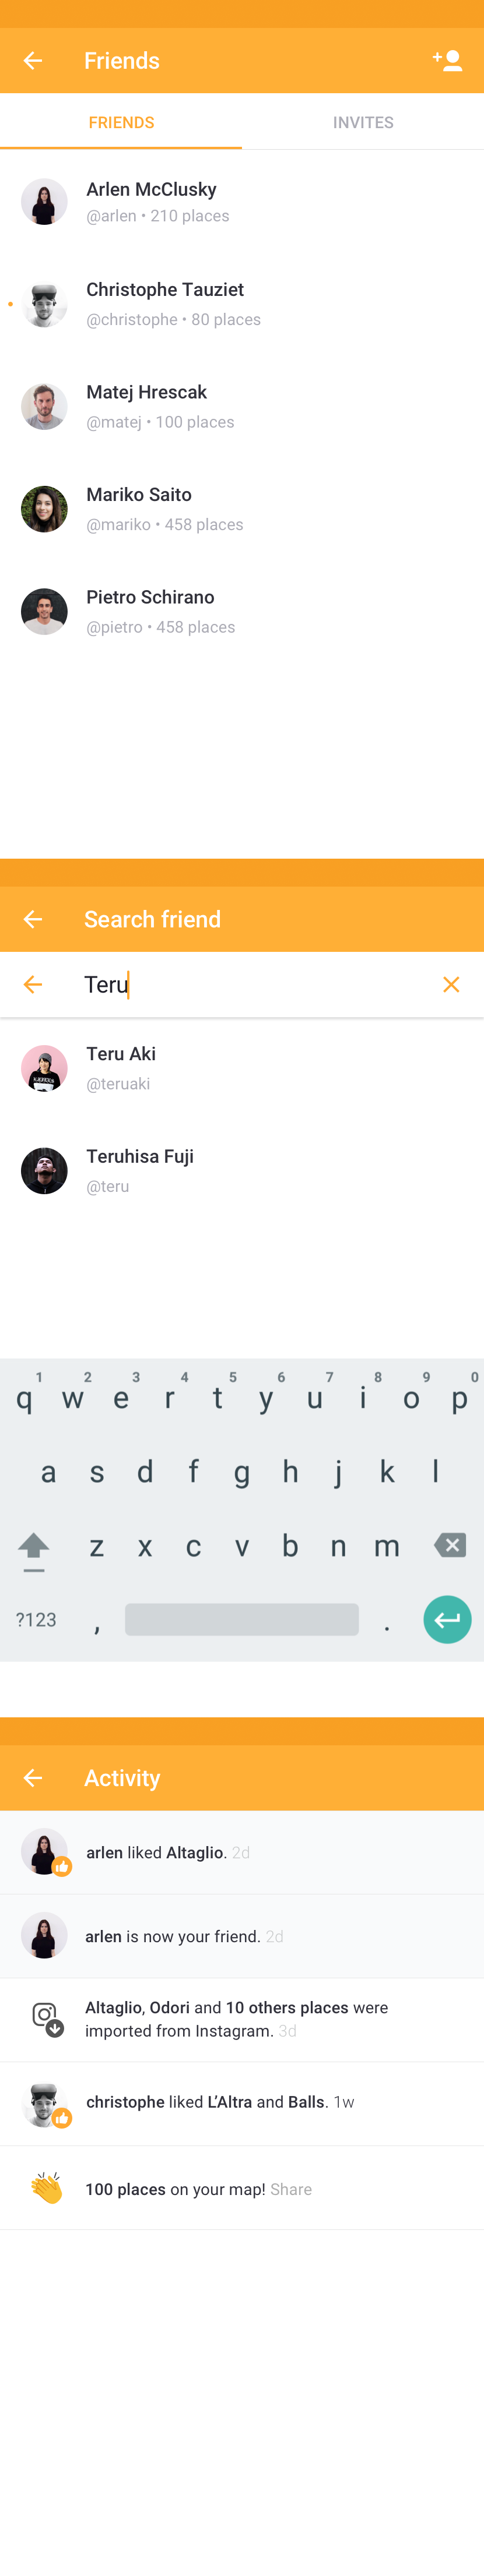 Friends
FRIENDS INVITES
Arlen McClusky
@arlen • 210 places
Christophe Tauziet
@christophe • 80 places
Matej Hrescak
@matej • 100 places
Mariko Saito
@mariko • 458 places
Pietro Schirano
@pietro • 458 places
Search friend
Teru
Teru Aki
@teruaki
Teruhisa Fuji
@teru
1 2 3 4 5 6 7 8 9 0
q w e r t y u i o p
a s d f g h j k l
z x c v b n m
?123 , .
Activity
arlen liked Altaglio. 2d
arlen is now your friend. 2d
Altaglio, Odori and 10 others places were
imported from Instagram. 3d
christophe liked L’Altra and Balls. 1w
100 places on your map! Share